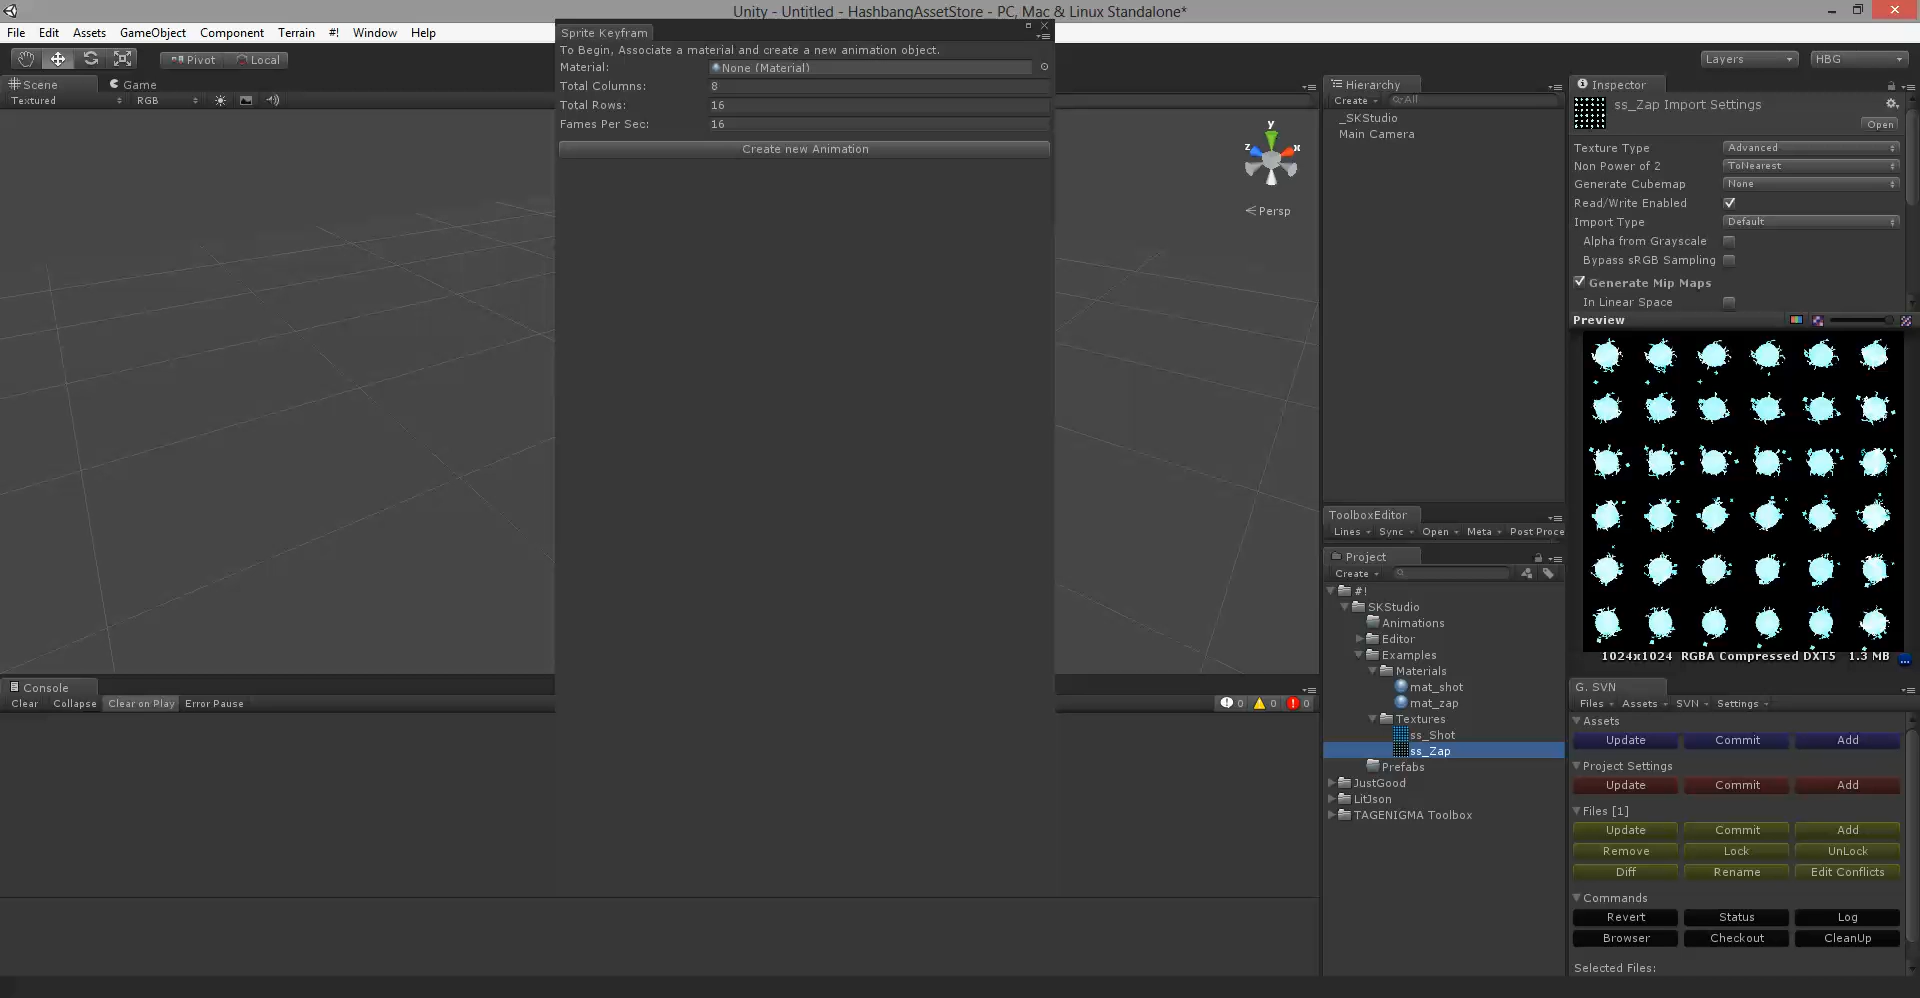 Unity - Untitled - HashbangAssetStore - PC, Mac & Linux Standalone*
File Edit Assets GameObject Component Terrain #! Window Help
Pivot Local
Layers HBG
Scene Game
Textured RGB
Sprite Keyfram
To Begin, Associate a material and create a new animation object.
Material: None (Material)
Total Columns: 8
Total Rows: 16
Fames Per Sec: 16
Create new Animation
y
z x
Persp
Hierarchy
Create All
_SKStudio
Main Camera
ToolboxEditor
Lines Sync Open Meta Post Proce
Project
Create
#!
SKStudio
Animations
Editor
Examples
Materials
mat_shot
mat_zap
Textures
ss_Shot
ss_Zap
Prefabs
JustGood
LitJson
TAGENIGMA Toolbox
Inspector
ss_Zap Import Settings
Open
Texture Type Advanced
Non Power of 2 ToNearest
Generate Cubemap None
Read/Write Enabled
Import Type Default
Alpha from Grayscale
Bypass sRGB Sampling
Generate Mip Maps
In Linear Space
Preview
1024x1024 RGBA Compressed DXT5 1.3 MB
Console
Clear Collapse Clear on Play Error Pause
0 0 0
G. SVN
Files Assets SVN Settings
Assets
Update Commit Add
Project Settings
Update Commit Add
Files [1]
Update Commit Add
Remove Lock UnLock
Diff Rename Edit Conflicts
Commands
Revert Status Log
Browser Checkout CleanUp
Selected Files: